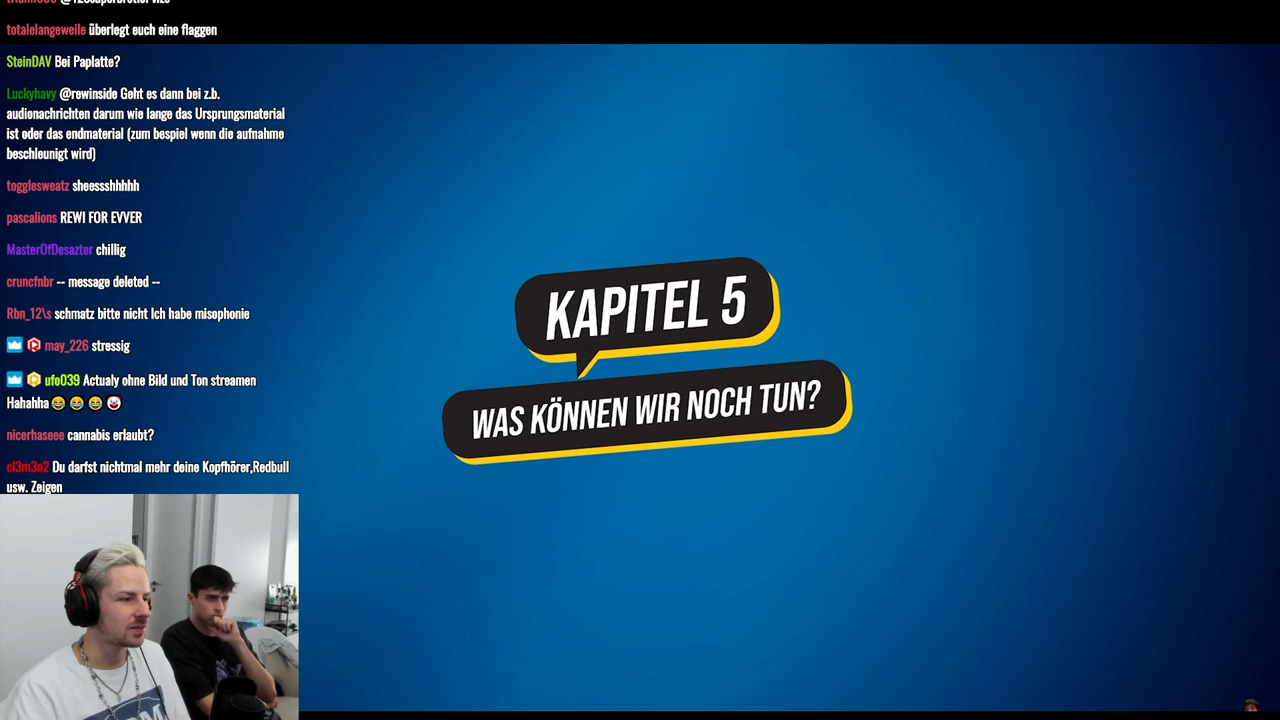 totalelangeweile überlegt euch eine flaggen
SteinDAV Bei Paplatte?
Luckyhavy @rewinside Geht es dann bei z.b.
audionachrichten darum wie lange das Ursprungsmaterial
ist oder das endmaterial (zum bespiel wenn die aufnahme
beschleunigt wird)
togglesweatz sheessshhhhh
pascalions REWI FOR EVVER
MasterOfDesazter chillig
cruncfnbr -- message deleted --
Rbn_12\s schmatz bitte nicht Ich habe misophonie
may_226 stressig
ufo039 Actualy ohne Bild und Ton streamen
Hahahha😂😂😂🤡
nicerhaseee cannabis erlaubt?
cl3m3n2 Du darfst nichtmal mehr deine Kopfhörer,Redbull
usw. Zeigen
KAPITEL 5
WAS KÖNNEN WIR NOCH TUN?